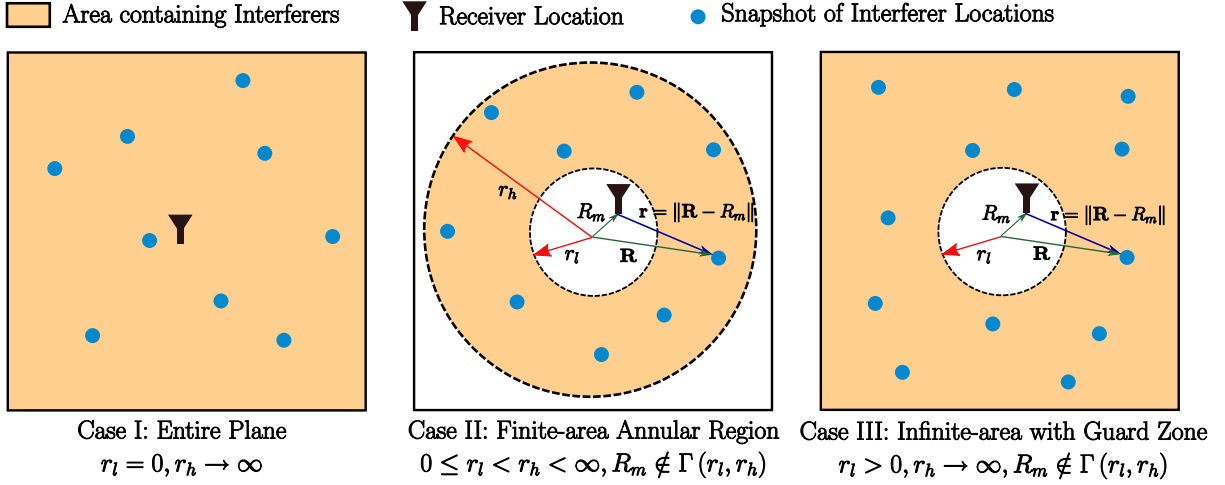 Area containing Interferers
Receiver Location
Snapshot of Interferer Locations
r_h
R_m
r = ‖R − R_m‖
r_l
R
R_m
r = ‖R − R_m‖
r_l
R
Case I: Entire Plane
r_l = 0, r_h → ∞
Case II: Finite-area Annular Region
0 ≤ r_l < r_h < ∞, R_m ∉ Γ (r_l, r_h)
Case III: Infinite-area with Guard Zone
r_l > 0, r_h → ∞, R_m ∉ Γ (r_l, r_h)